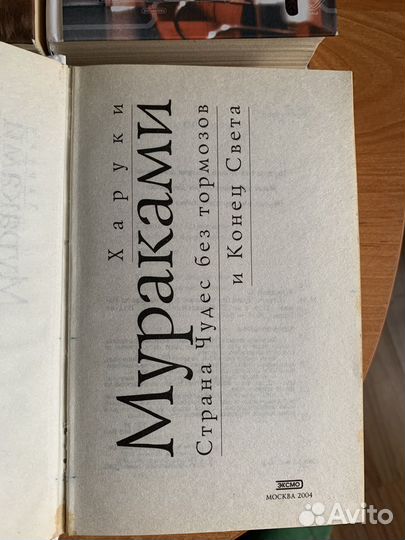 Харуки
Мураками
Страна Чудес без тормозов
и Конец Света
ЭКСМО
МОСКВА 2004
Avito